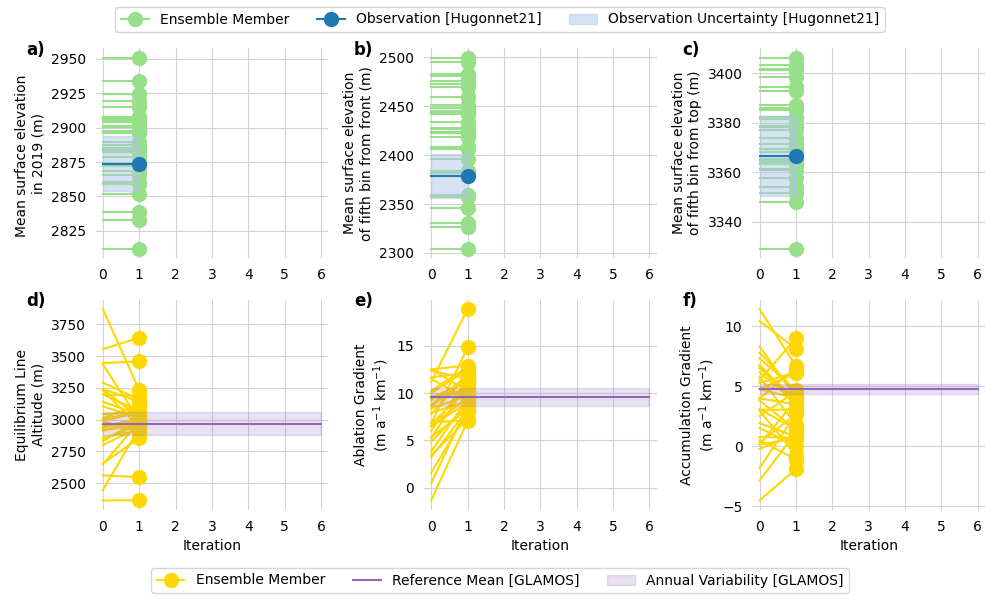 Ensemble Member Observation [Hugonnet21] Observation Uncertainty [Hugonnet21]
a)
Mean surface elevation
in 2019 (m)
2950
2925
2900
2875
2850
2825
0 1 2 3 4 5 6
b)
Mean surface elevation
of fifth bin from front (m)
2500
2450
2400
2350
2300
0 1 2 3 4 5 6
c)
Mean surface elevation
of fifth bin from top (m)
3400
3380
3360
3340
0 1 2 3 4 5 6
d)
Equilibrium Line
Altitude (m)
3750
3500
3250
3000
2750
2500
0 1 2 3 4 5 6
Iteration
e)
Ablation Gradient
(m a⁻¹ km⁻¹)
15
10
5
0
0 1 2 3 4 5 6
Iteration
f)
Accumulation Gradient
(m a⁻¹ km⁻¹)
10
5
0
−5
0 1 2 3 4 5 6
Iteration
Ensemble Member Reference Mean [GLAMOS] Annual Variability [GLAMOS]